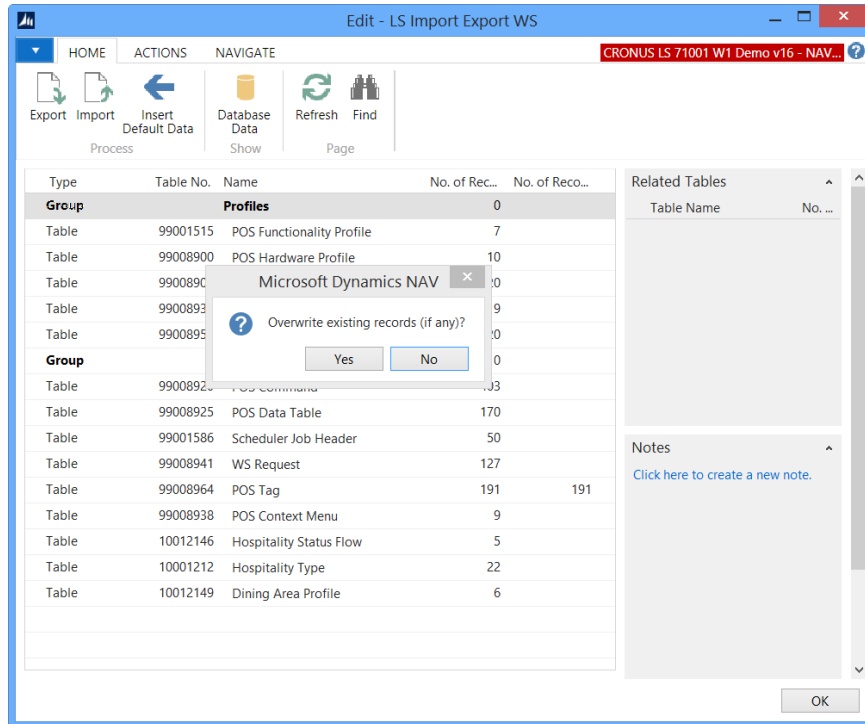 Edit - LS Import Export WS
HOME ACTIONS NAVIGATE CRONUS LS 71001 W1 Demo v16 - NAV...
Export Import Insert Default Data Database Data Refresh Find
Process Show Page
Type Table No. Name No. of Rec... No. of Reco...
Group Profiles 0
Table 99001515 POS Functionality Profile 7
Table 99008900 POS Hardware Profile 10
Table
Table
Table
Group
Microsoft Dynamics NAV
Overwrite existing records (if any)?
Yes No
Table POS Command
Table 99008925 POS Data Table 170
Table 99001586 Scheduler Job Header 50
Table 99008941 WS Request 127
Table 99008964 POS Tag 191 191
Table 99008938 POS Context Menu 9
Table 10012146 Hospitality Status Flow 5
Table 10001212 Hospitality Type 22
Table 10012149 Dining Area Profile 6
Related Tables
Table Name No. ...
Notes
Click here to create a new note.
OK